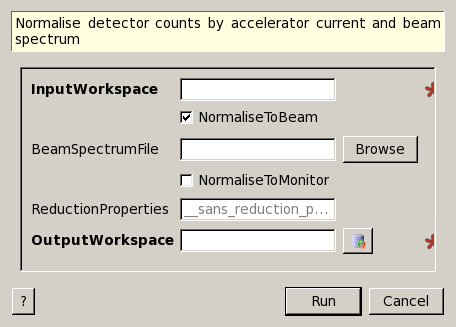 Normalise detector counts by accelerator current and beam
spectrum
InputWorkspace
NormaliseToBeam
BeamSpectrumFile
Browse
NormaliseToMonitor
ReductionProperties __sans_reduction_p...
OutputWorkspace
? Run Cancel